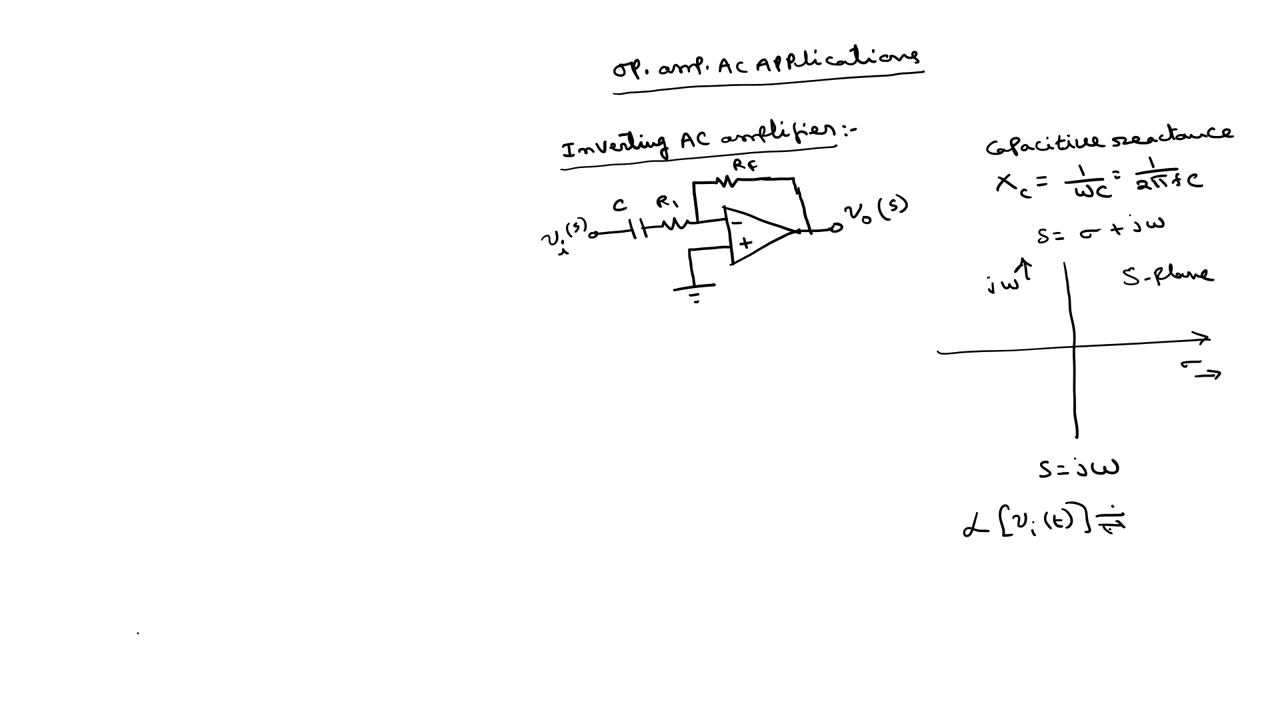 OP. amp. AC APPlications
Inverting AC amplifier:-
RF
C R1
vi(s) - + vo(s)
Capacitive reactance
Xc = 1/ωC = 1/2πfC
S = σ + jω
jω S-plane
σ
S = jω
ℒ[vi(t)]